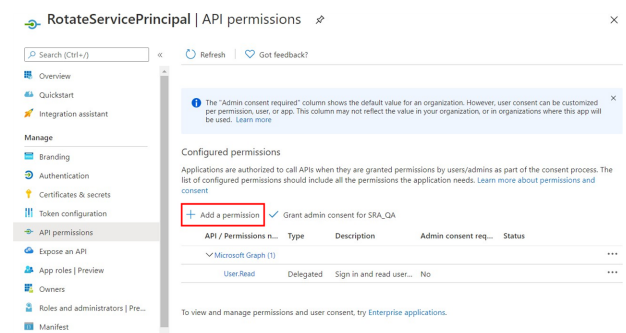 RotateServicePrincipal | API permissions
Search (Ctrl+/)
«
Refresh
Got feedback?
Overview
Quickstart
Integration assistant
Manage
Branding
Authentication
Certificates & secrets
Token configuration
API permissions
Expose an API
App roles | Preview
Owners
Roles and administrators | Pre...
Manifest
The "Admin consent required" column shows the default value for an organization. However, user consent can be customized
per permission, user, or app. This column may not reflect the value in your organization, or in organizations where this app will
be used. Learn more
Configured permissions
Applications are authorized to call APIs when they are granted permissions by users/admins as part of the consent process. The
list of configured permissions should include all the permissions the application needs. Learn more about permissions and
consent
+ Add a permission
Grant admin consent for SRA_QA
API / Permissions n... Type Description Admin consent req... Status
Microsoft Graph (1) ...
User.Read Delegated Sign in and read user... No ...
To view and manage permissions and user consent, try Enterprise applications.